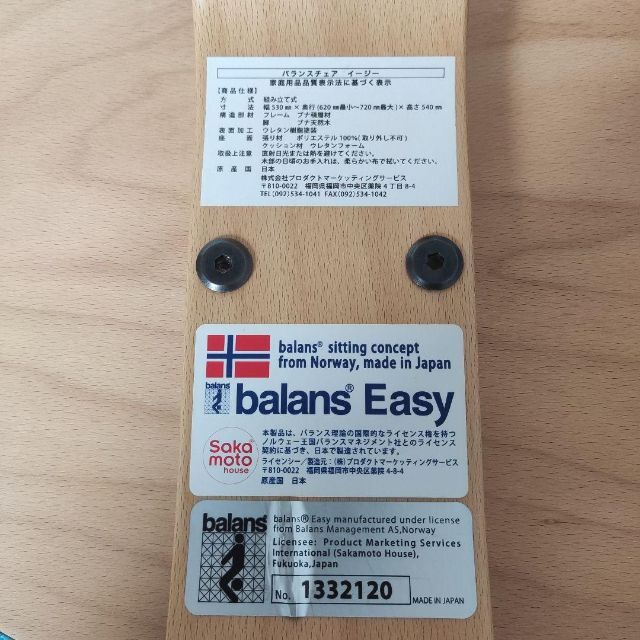 バランスチェア　イージー
家庭用品品質表示法に基づく表示
【商品仕様】
方　式　組み立て式
寸　法　幅 530 ㎜ × 奥行 (620 ㎜最小～720 ㎜最大) × 高さ 540 ㎜
構造部材　フレーム　ブナ積層材
脚　ブナ天然木
表面加工　ウレタン樹脂塗装
座　面　張り材　ポリエステル 100% ( 取り外し不可 )
クッション材　ウレタンフォーム
取扱上注意　直射日光または熱を避けてください。
木部の日頃のお手入れは、柔らかい布で拭いてください。
原産国　日本
株式会社プロダクトマーケッティングサービス
〒810-0022　福岡県福岡市中央区薬院 4 丁目 8-4
TEL (092)534-1041 FAX (092)534-1042
balans® sitting concept
from Norway, made in Japan
balans
balans® Easy
Saka
moto
house
本製品は、バランス理論の国際的なライセンス権を持つ
ノルウェー王国バランスマネジメント社とのライセンス
契約に基づき、日本で製造されています。
ライセンシー／製造元：(株)プロダクトマーケッティングサービス
〒810-0022　福岡県福岡市中央区薬院 4-8-4
原産国　日本
balans®
balans® Easy manufactured under license
from Balans Management AS,Norway
Licensee: Product Marketing Services
International (Sakamoto House),
Fukuoka,Japan
No. 1332120
MADE IN JAPAN